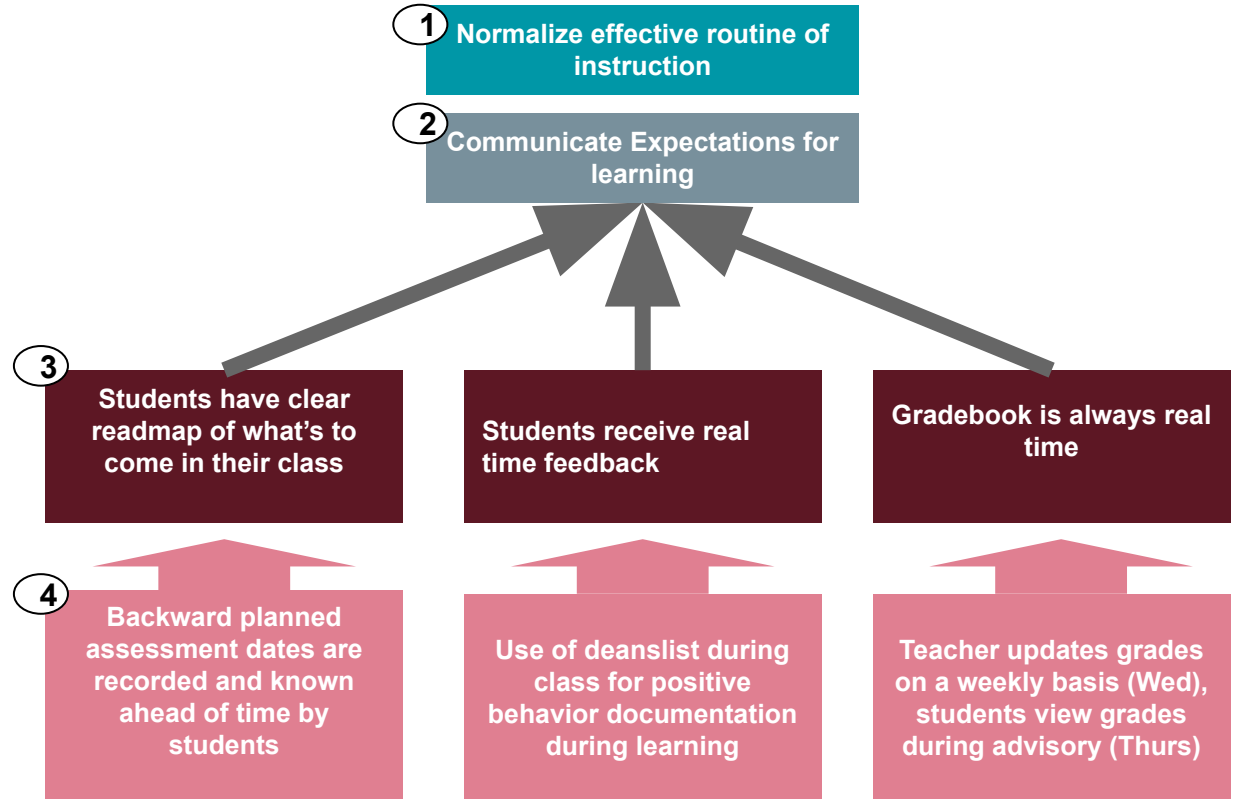 1
Normalize effective routine of
instruction
2
Communicate Expectations for
learning
3
Students have clear
readmap of what's to
come in their class
Students receive real
time feedback
Gradebook is always real
time
4
Backward planned
assessment dates are
recorded and known
ahead of time by
students
Use of deanslist during
class for positive
behavior documentation
during learning
Teacher updates grades
on a weekly basis (Wed),
students view grades
during advisory (Thurs)